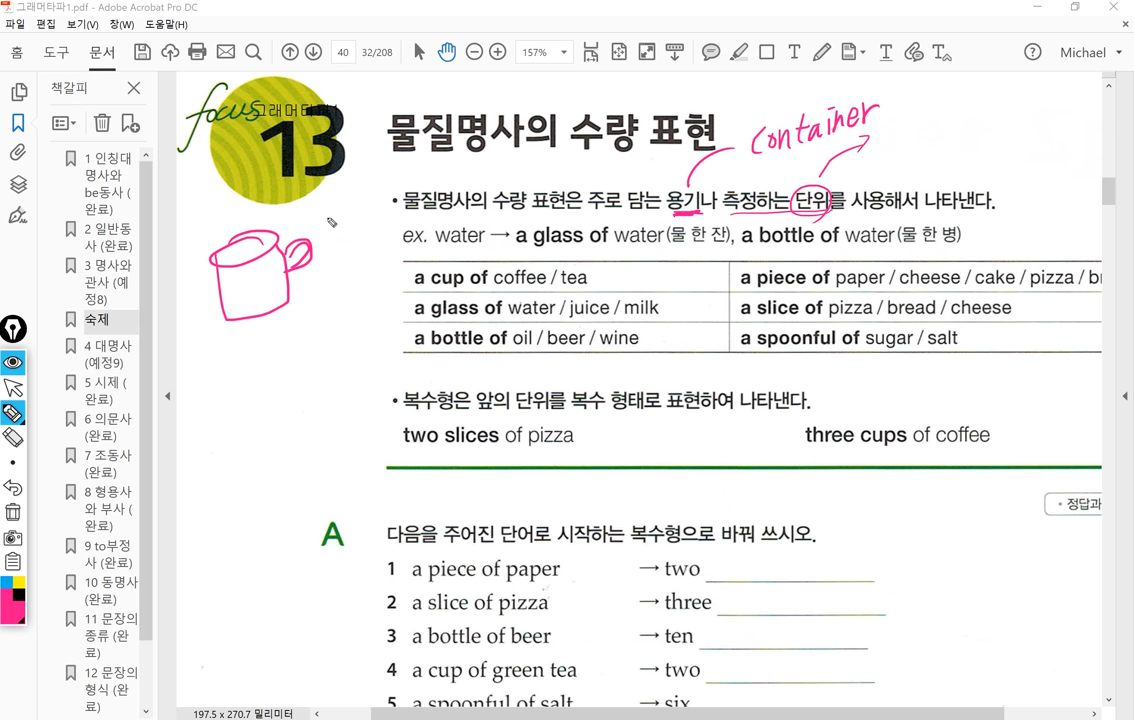 그래머타파1.pdf - Adobe Acrobat Pro DC
파일 편집 보기(V) 창(W) 도움말(H)
홈 도구 문서 40 32/208 157% Michael
책갈피
1 인칭대
명사와
be동사 (
완료)
2 일반동
사 (완료)
3 명사와
관사 (예
정8)
숙제
4 대명사
(예정9)
5 시제 (
완료)
6 의문사
(완료)
7 조동사
(완료)
8 형용사
와 부사 (
완료)
9 to부정
사 (완료)
10 동명사
(완료)
11 문장의
종류 (완
료)
12 문장의
형식 (완
료)
focus 그래머타파1
13
물질명사의 수량 표현
container
• 물질명사의 수량 표현은 주로 담는 용기나 측정하는 단위를 사용해서 나타낸다.
ex. water → a glass of water(물 한 잔), a bottle of water(물 한 병)
a cup of coffee / tea a piece of paper / cheese / cake / pizza / b
a glass of water / juice / milk a slice of pizza / bread / cheese
a bottle of oil / beer / wine a spoonful of sugar / salt
• 복수형은 앞의 단위를 복수 형태로 표현하여 나타낸다.
two slices of pizza three cups of coffee
• 정답과
A 다음을 주어진 단어로 시작하는 복수형으로 바꿔 쓰시오.
1 a piece of paper → two
2 a slice of pizza → three
3 a bottle of beer → ten
4 a cup of green tea → two
5 a spoonful of salt → six
197.5 x 270.7 밀리미터